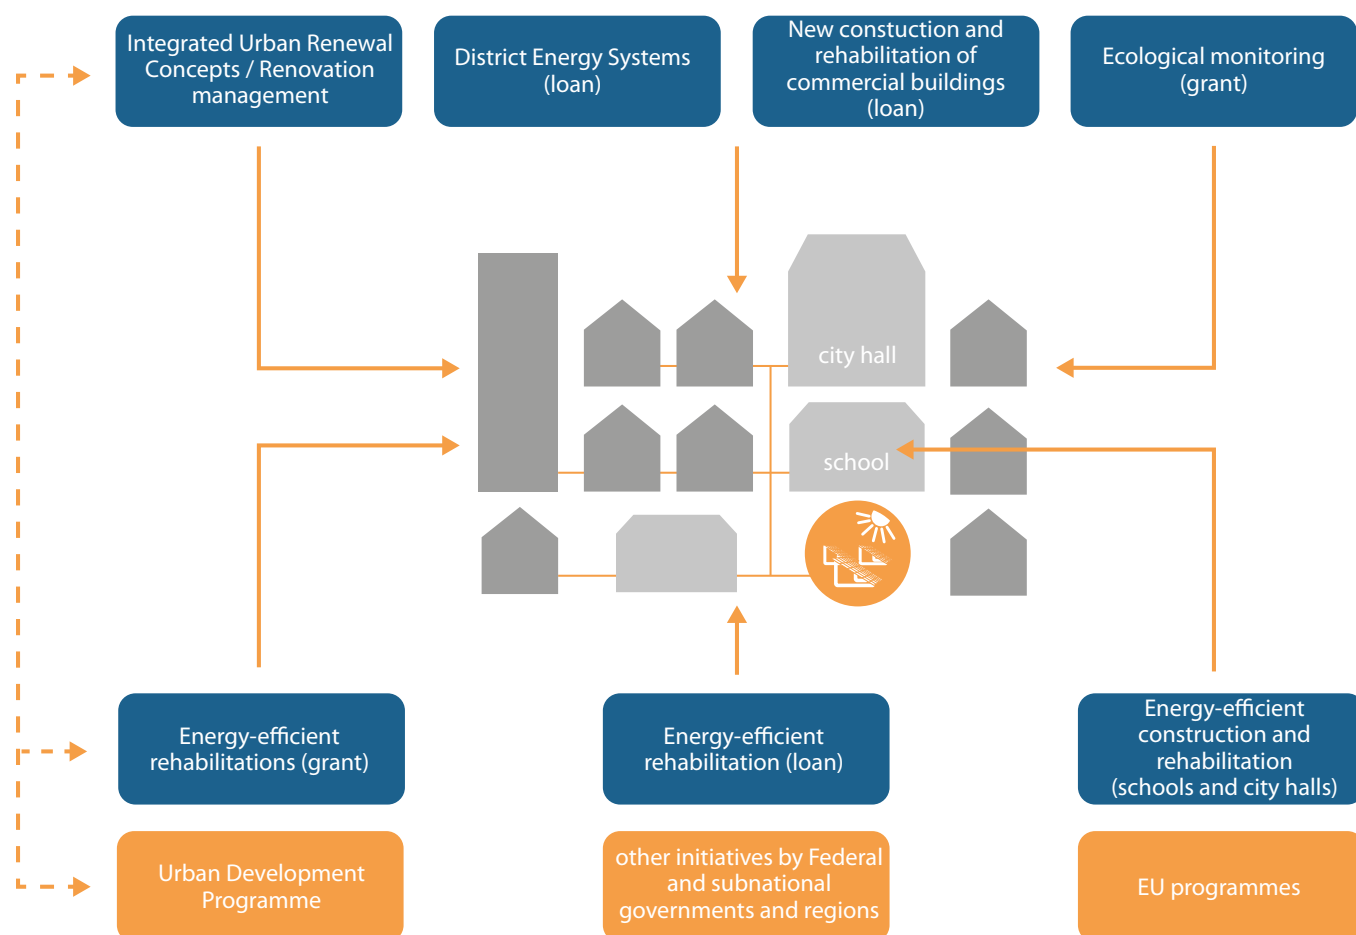 Integrated Urban Renewal
Concepts / Renovation
management
District Energy Systems
(loan)
New constuction and
rehabilitation of
commercial buildings
(loan)
Ecological monitoring
(grant)
city hall
school
Energy-efficient
rehabilitations (grant)
Energy-efficient
rehabilitation (loan)
Energy-efficient
construction and
rehabilitation
(schools and city halls)
Urban Development
Programme
other initiatives by Federal
and subnational
governments and regions
EU programmes